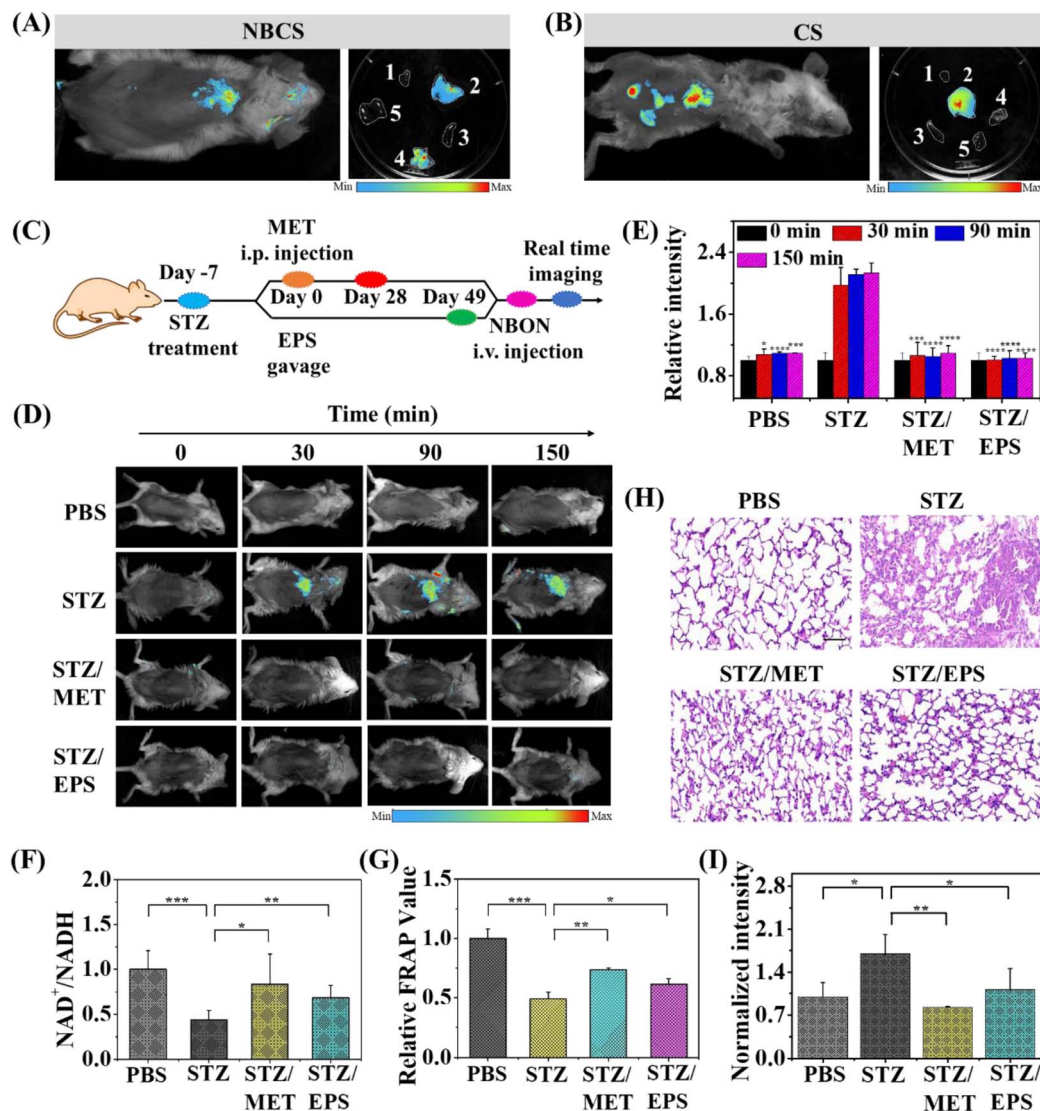 (A)
NBCS
1
2
5
3
4
Min
Max
(B)
CS
1
2
4
3
5
Min
Max
(C)
MET
i.p. injection
Real time
imaging
Day -7
Day 0
Day 28
Day 49
STZ
treatment
EPS
gavage
NBON
i.v. injection
(D)
Time (min)
0
30
90
150
PBS
STZ
STZ/
MET
STZ/
EPS
Min
Max
(E)
Relative intensity
2.4
1.6
0.8
0 min
30 min
90 min
150 min
*
****
***
***
****
****
****
****
****
PBS
STZ
STZ/
MET
STZ/
EPS
(H)
PBS
STZ
STZ/MET
STZ/EPS
(F)
NAD+/NADH
2.0
1.5
1.0
0.5
0.0
***
**
*
PBS
STZ
STZ/
MET
STZ/
EPS
(G)
Relative FRAP Value
1.5
1.0
0.5
0.0
***
*
**
PBS
STZ
STZ/
MET
STZ/
EPS
(I)
Normalized intensity
2.8
2.1
1.4
0.7
0.0
*
*
**
PBS
STZ
STZ/
MET
STZ/
EPS